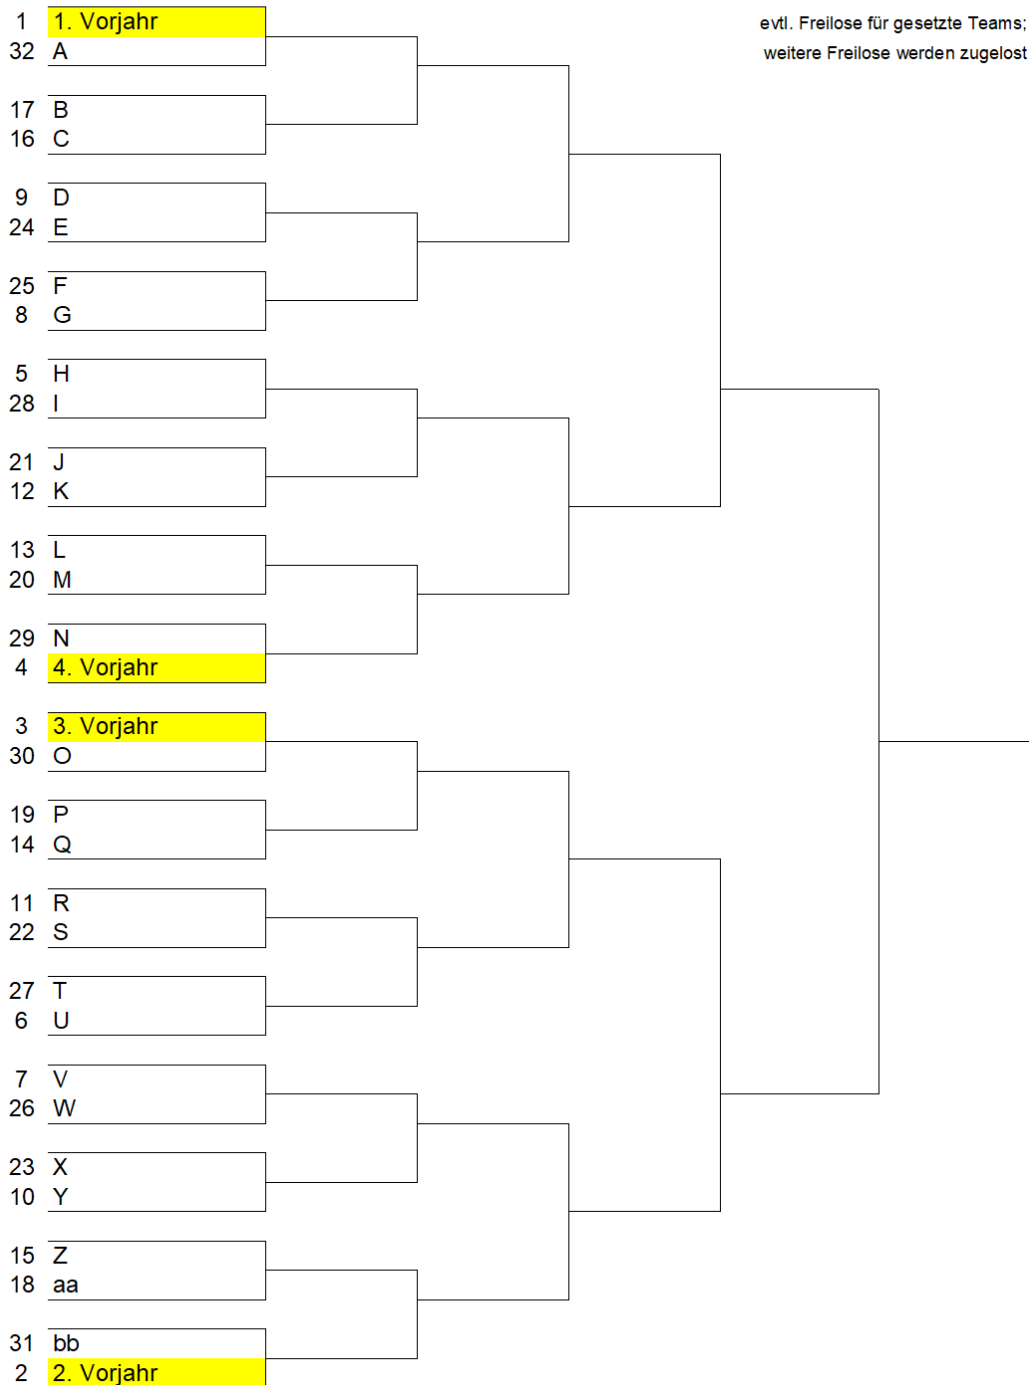 1 1. Vorjahr
evtl. Freilose für gesetzte Teams;
32 A
weitere Freilose werden zugelost
17 B
16 C
9 D
24 E
25 F
8 G
5 H
28 I
21 J
12 K
13 L
20 M
29 N
4 4. Vorjahr
3 3. Vorjahr
30 O
19 P
14 Q
11 R
22 S
27 T
6 U
7 V
26 W
23 X
10 Y
15 Z
18 aa
31 bb
2 2. Vorjahr